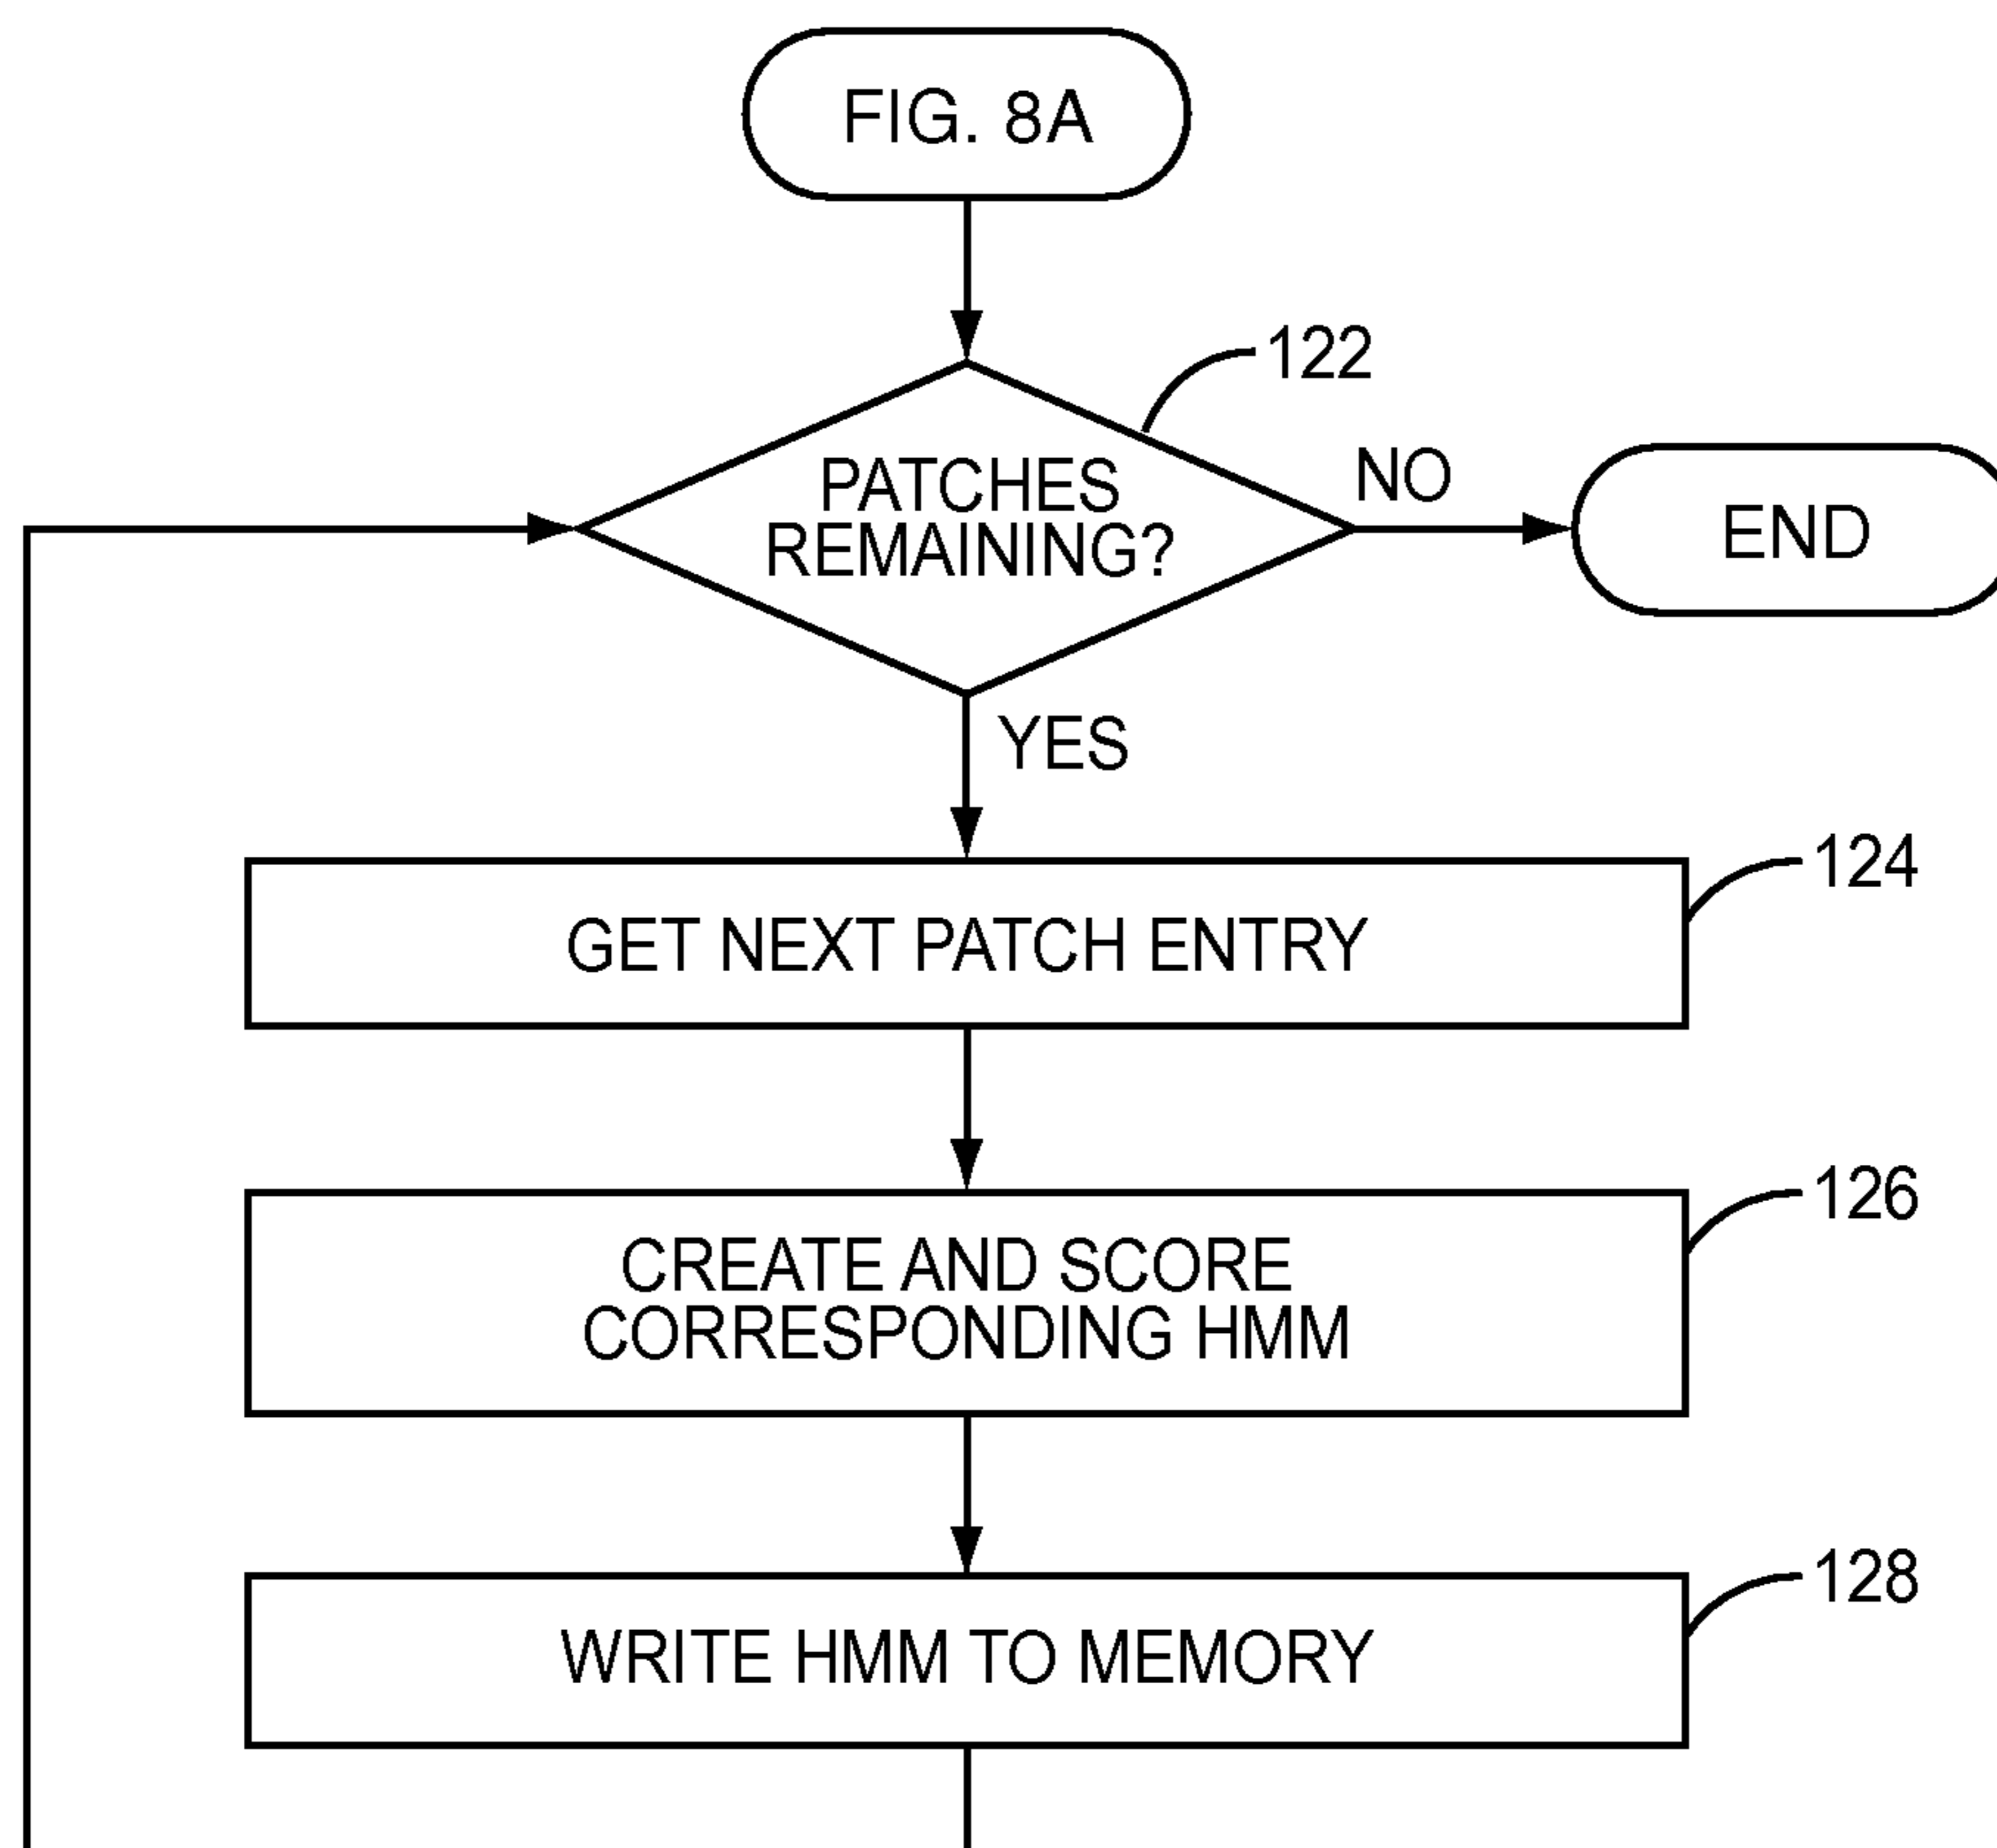 FIG. 8A
122
PATCHES
REMAINING?
NO
END
YES
124
GET NEXT PATCH ENTRY
126
CREATE AND SCORE
CORRESPONDING HMM
128
WRITE HMM TO MEMORY